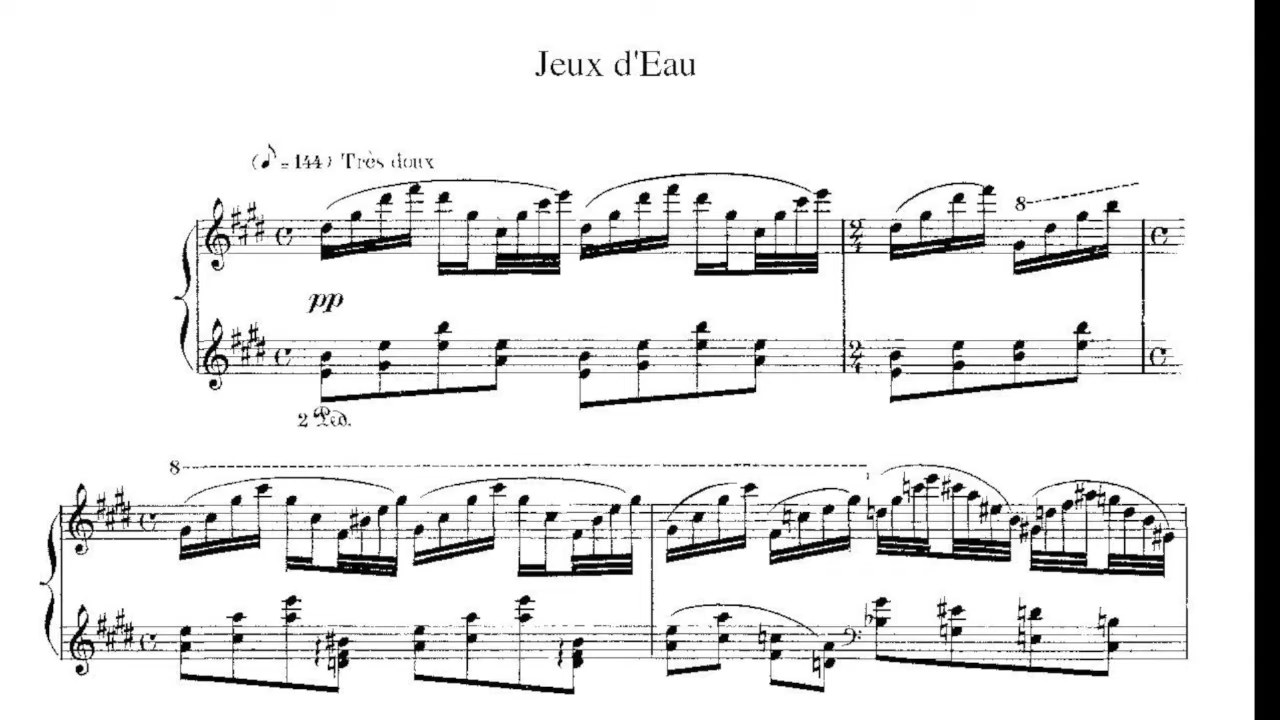 Jeux d'Eau
(♪ = 144) Très doux
8
pp
2 Ped.
8